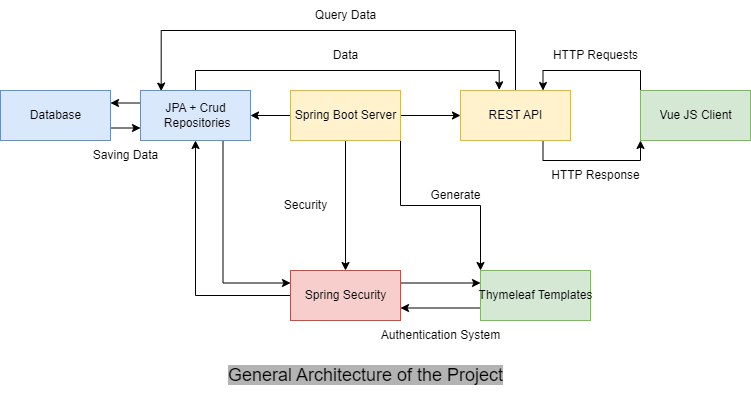 Query Data
Data
HTTP Requests
Database
JPA + Crud
Repositories
Spring Boot Server
REST API
Vue JS Client
Saving Data
HTTP Response
Security
Generate
Spring Security
Thymeleaf Templates
Authentication System
General Architecture of the Project